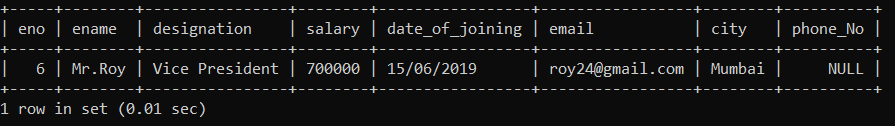 +-----+--------+----------------+--------+-----------------+-----------------+--------+----------+
| eno | ename | designation | salary | date_of_joining | email | city | phone_No |
+-----+--------+----------------+--------+-----------------+-----------------+--------+----------+
| 6 | Mr.Roy | Vice President | 700000 | 15/06/2019 | roy24@gmail.com | Mumbai | NULL |
+-----+--------+----------------+--------+-----------------+-----------------+--------+----------+
1 row in set (0.01 sec)